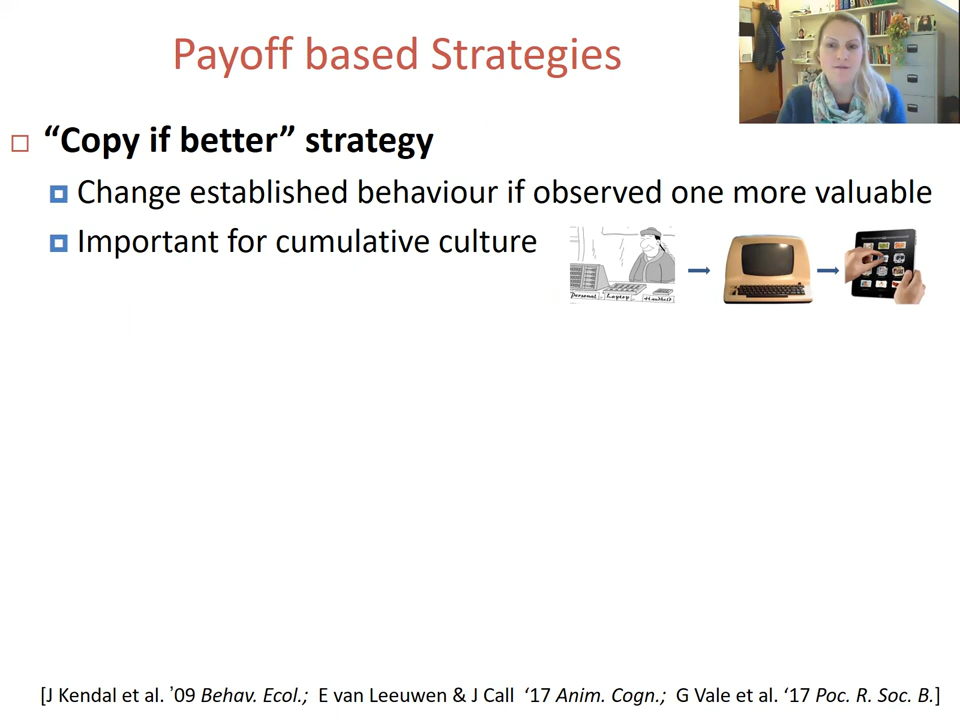 Payoff based Strategies
“Copy if better” strategy
Change established behaviour if observed one more valuable
Important for cumulative culture
Personal Laptop Handheld
[J Kendal et al. ’09 Behav. Ecol.; E van Leeuwen & J Call ‘17 Anim. Cogn.; G Vale et al. ‘17 Poc. R. Soc. B.]